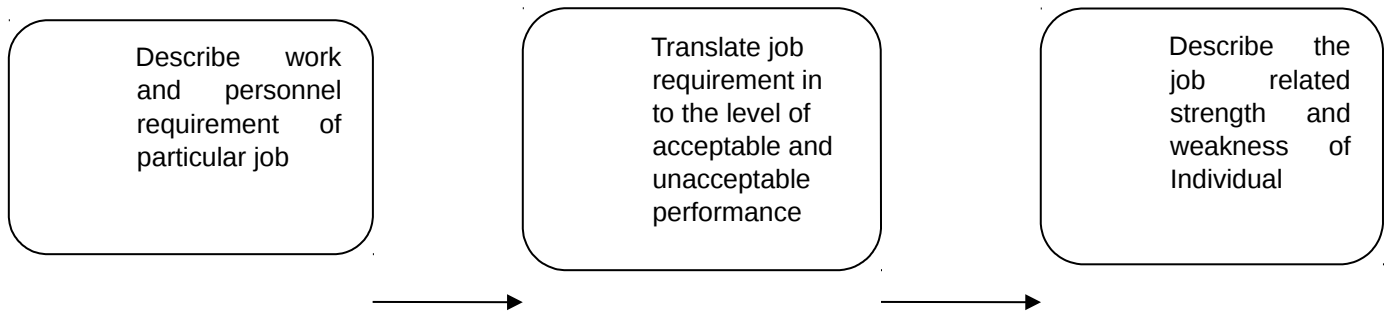 Describe work
and personnel
requirement of
particular job
Translate job
requirement in
to the level of
acceptable and
unacceptable
performance
Describe the
job related
strength and
weakness of
Individual